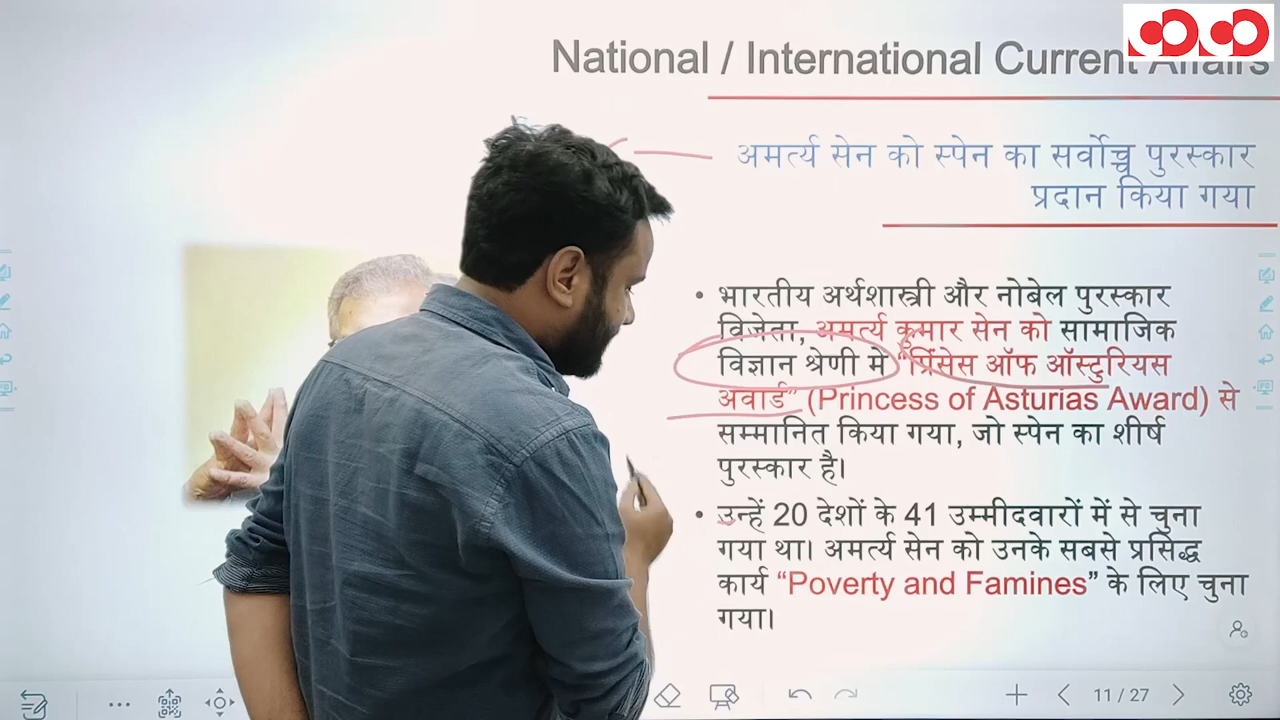 National / International Current Affairs
अमर्त्य सेन को स्पेन का सर्वोच्च पुरस्कार
प्रदान किया गया
• भारतीय अर्थशास्त्री और नोबेल पुरस्कार
विजेता, अमर्त्य कुमार सेन को सामाजिक
विज्ञान श्रेणी में “प्रिंसेस ऑफ ऑस्टुरियस
अवार्ड” (Princess of Asturias Award) से
सम्मानित किया गया, जो स्पेन का शीर्ष
पुरस्कार है।
• उन्हें 20 देशों के 41 उम्मीदवारों में से चुना
गया था। अमर्त्य सेन को उनके सबसे प्रसिद्ध
कार्य “Poverty and Famines” के लिए चुना
गया।
11 / 27